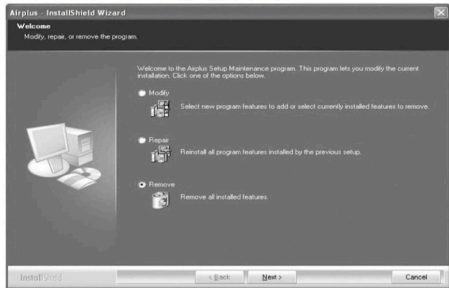 Airplus - InstallShield Wizard
Welcome
Modify, repair, or remove the program.
Welcome to the Airplus Setup Maintenance program. This program lets you modify the current
installation. Click one of the options below.
Modify
Select new program features to add or select currently installed features to remove.
Repair
Reinstall all program features installed by the previous setup.
Remove
Remove all installed features.
InstallShield
< Back
Next >
Cancel